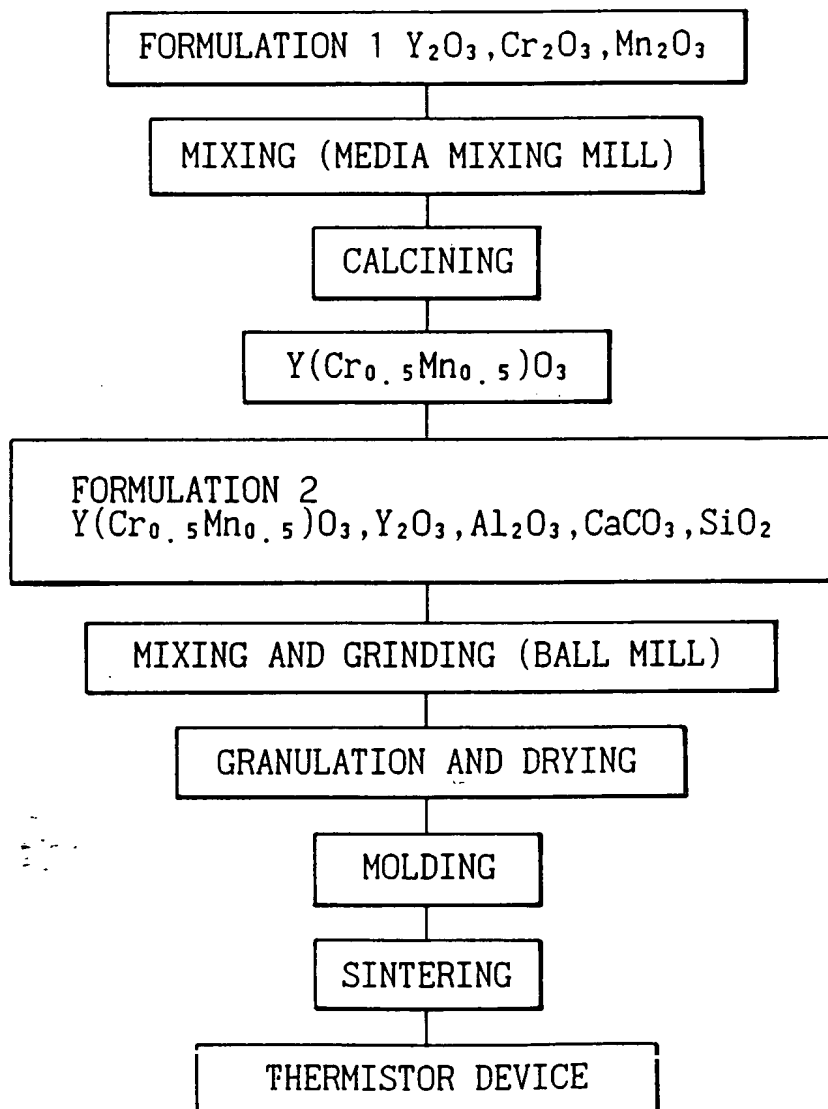 FORMULATION 1 Y₂O₃,Cr₂O₃,Mn₂O₃
MIXING (MEDIA MIXING MILL)
CALCINING
Y(Cr₀.₅Mn₀.₅)O₃
FORMULATION 2
Y(Cr₀.₅Mn₀.₅)O₃,Y₂O₃,Al₂O₃,CaCO₃,SiO₂
MIXING AND GRINDING (BALL MILL)
GRANULATION AND DRYING
MOLDING
SINTERING
THERMISTOR DEVICE